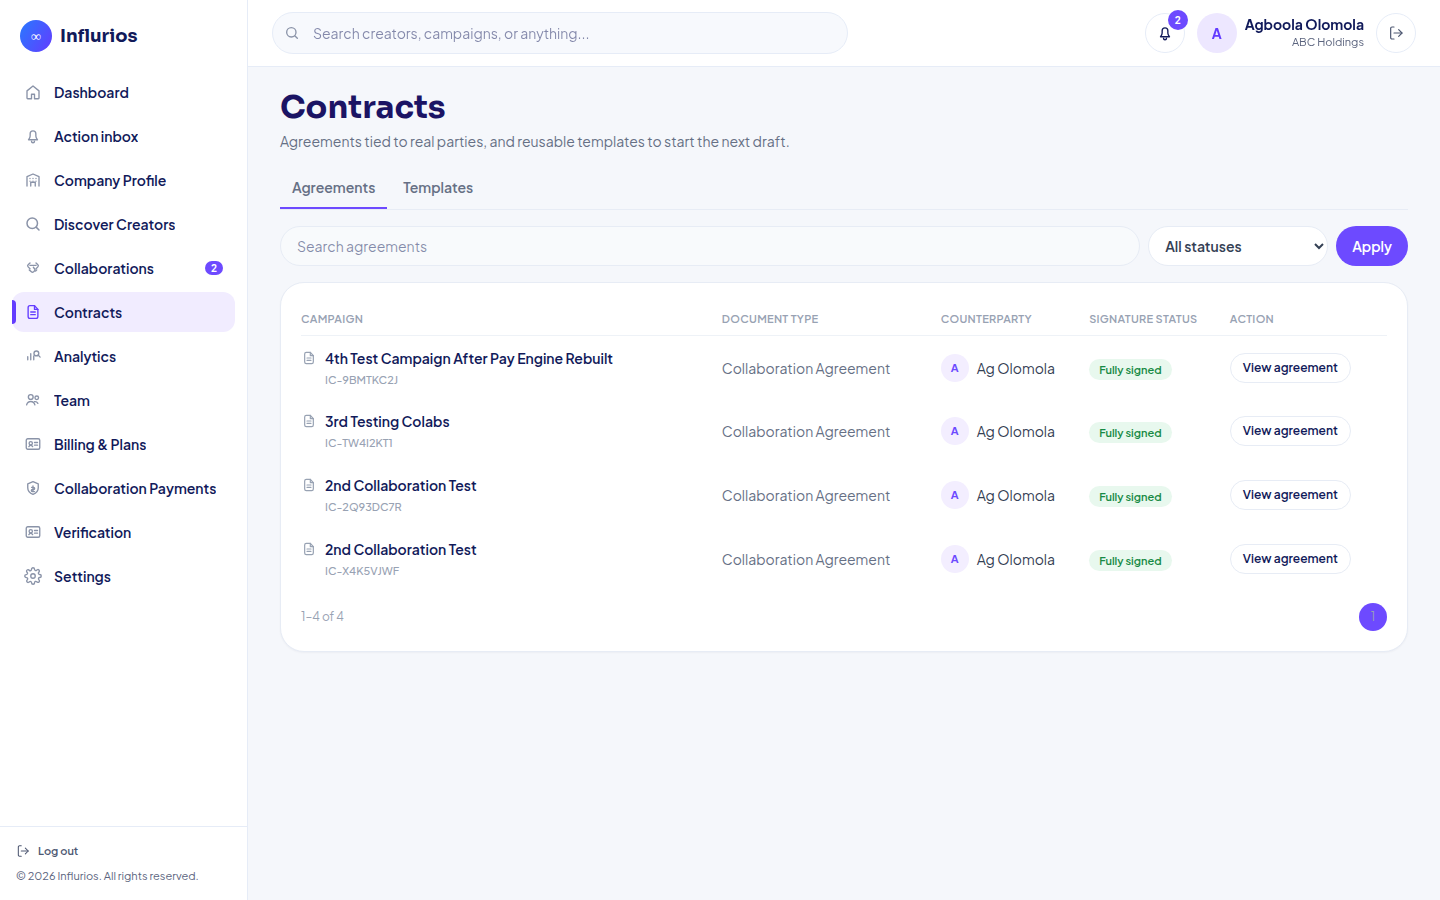 ∞ Influrios
Dashboard
Action inbox
Company Profile
Discover Creators
Collaborations 2
Contracts
Analytics
Team
Billing & Plans
Collaboration Payments
Verification
Settings
Log out
© 2026 Influrios. All rights reserved.
Search creators, campaigns, or anything...
2
A
Agboola Olomola
ABC Holdings
Contracts
Agreements tied to real parties, and reusable templates to start the next draft.
Agreements Templates
Search agreements
All statuses
Apply
CAMPAIGN DOCUMENT TYPE COUNTERPARTY SIGNATURE STATUS ACTION
4th Test Campaign After Pay Engine Rebuilt
IC-9BMTKC2J
Collaboration Agreement A Ag Olomola Fully signed View agreement
3rd Testing Colabs
IC-TW4I2KT1
Collaboration Agreement A Ag Olomola Fully signed View agreement
2nd Collaboration Test
IC-2Q93DC7R
Collaboration Agreement A Ag Olomola Fully signed View agreement
2nd Collaboration Test
IC-X4K5VJWF
Collaboration Agreement A Ag Olomola Fully signed View agreement
1–4 of 4
1